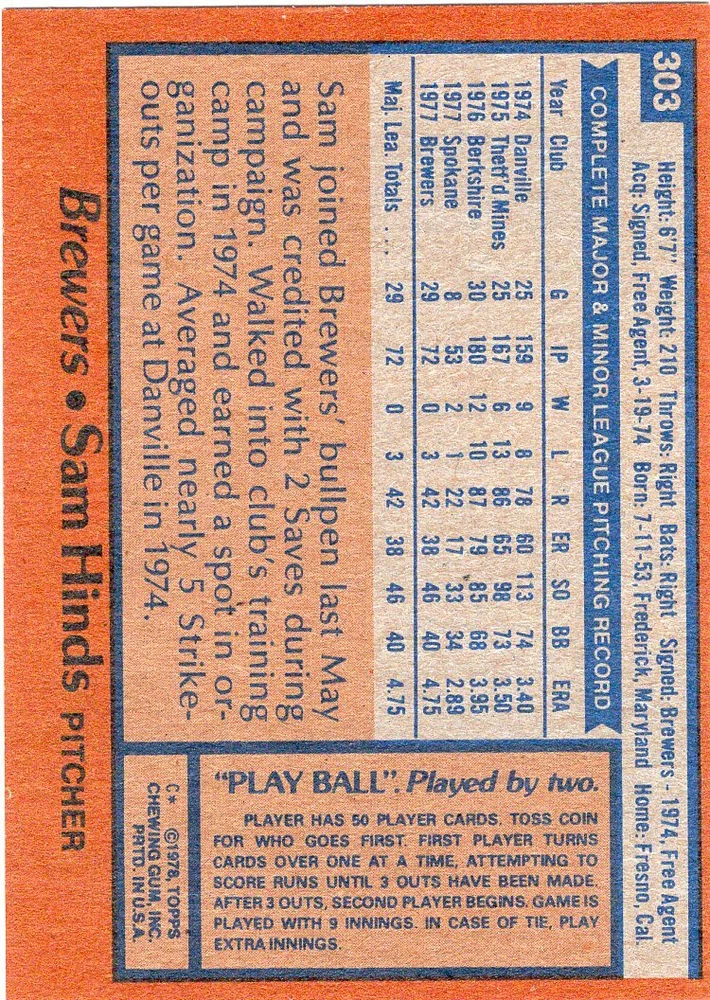 303
Height: 6'7" Weight: 210 Throws: Right Bats: Right Signed: Brewers - 1974, Free Agent
Acq: Signed, Free Agent, 3-19-74 Born: 7-11-53, Frederick, Maryland Home: Fresno, Cal.
COMPLETE MAJOR & MINOR LEAGUE PITCHING RECORD
Year Club G IP W L R ER SO BB ERA
1974 Danville 25 159 9 8 78 60 113 74 3.40
1975 Thetf'd Mines 25 167 6 13 86 65 98 73 3.50
1976 Berkshire 30 180 12 10 87 79 85 68 3.95
1977 Spokane 8 53 2 1 22 17 33 34 2.89
1977 Brewers 29 72 0 3 42 38 46 40 4.75
Maj. Lea. Totals .... 29 72 0 3 42 38 46 40 4.75
Sam joined Brewers' bullpen last May
and was credited with 2 Saves during
campaign. Walked into club's training
camp in 1974 and earned a spot in or-
ganization. Averaged nearly 5 Strike-
outs per game at Danville in 1974.
"PLAY BALL". Played by two.
PLAYER HAS 50 PLAYER CARDS. TOSS COIN
FOR WHO GOES FIRST. FIRST PLAYER TURNS
CARDS OVER ONE AT A TIME, ATTEMPTING TO
SCORE RUNS UNTIL 3 OUTS HAVE BEEN MADE.
AFTER 3 OUTS, SECOND PLAYER BEGINS. GAME IS
PLAYED WITH 9 INNINGS. IN CASE OF TIE, PLAY
EXTRA INNINGS.
C* ©1978, TOPPS
CHEWING GUM, INC.
PRTD. IN U.S.A.
Brewers • Sam Hinds PITCHER